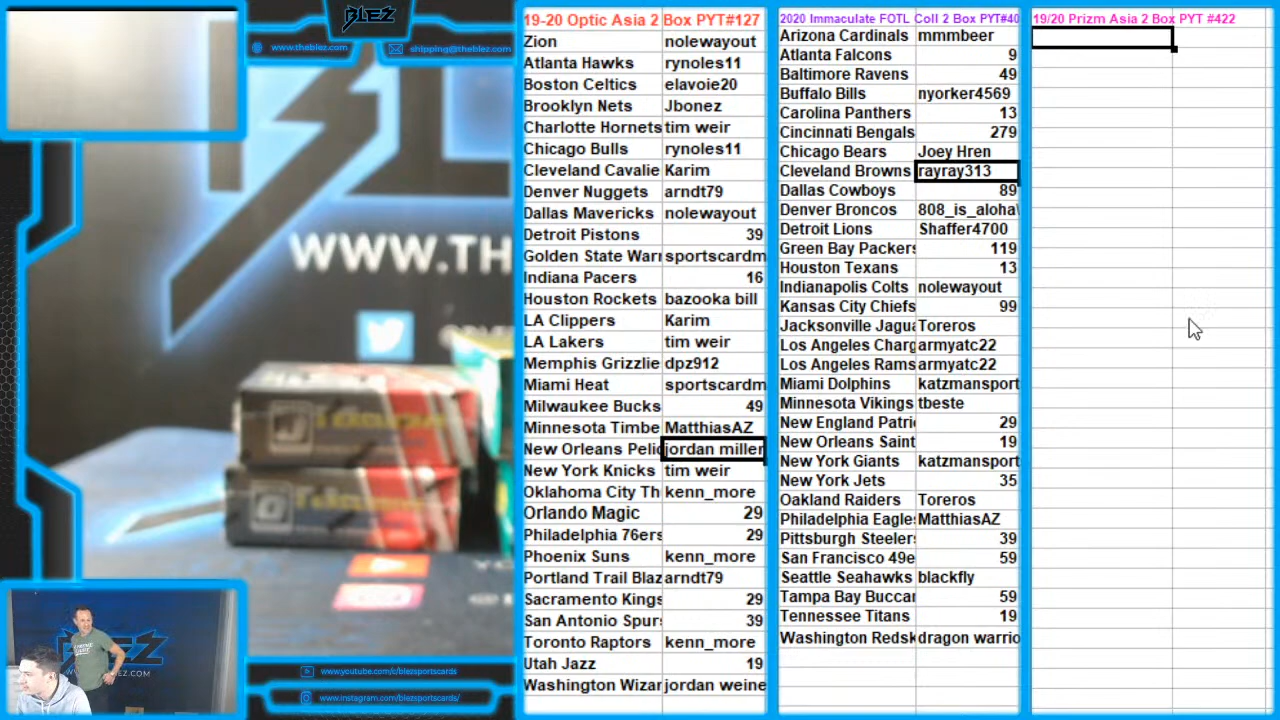 BLEZ
www.theblez.com
shipping@theblez.com
WWW.TH
19-20 Optic Asia 2 Box PYT#127
Zion nolewayout
Atlanta Hawks rynoles11
Boston Celtics elavoie20
Brooklyn Nets Jbonez
Charlotte Hornets tim weir
Chicago Bulls rynoles11
Cleveland Cavalie Karim
Denver Nuggets arndt79
Dallas Mavericks nolewayout
Detroit Pistons 39
Golden State Warr sportscardm
Indiana Pacers 16
Houston Rockets bazooka bill
LA Clippers Karim
LA Lakers tim weir
Memphis Grizzlie dpz912
Miami Heat sportscardm
Milwaukee Bucks 49
Minnesota Timbe MatthiasAZ
New Orleans Pelic jordan miller
New York Knicks tim weir
Oklahoma City Th kenn_more
Orlando Magic 29
Philadelphia 76ers 29
Phoenix Suns kenn_more
Portland Trail Blaz arndt79
Sacramento Kings 29
San Antonio Spurs 39
Toronto Raptors kenn_more
Utah Jazz 19
Washington Wizar jordan weine
2020 Immaculate FOTL Coll 2 Box PYT#40
Arizona Cardinals mmmbeer
Atlanta Falcons 9
Baltimore Ravens 49
Buffalo Bills nyorker4569
Carolina Panthers 13
Cincinnati Bengals 279
Chicago Bears Joey Hren
Cleveland Browns rayray313
Dallas Cowboys 89
Denver Broncos 808_is_aloha
Detroit Lions Shaffer4700
Green Bay Packers 119
Houston Texans 13
Indianapolis Colts nolewayout
Kansas City Chiefs 99
Jacksonville Jagua Toreros
Los Angeles Charg armyatc22
Los Angeles Rams armyatc22
Miami Dolphins katzmansport
Minnesota Vikings tbeste
New England Patri 29
New Orleans Saint 19
New York Giants katzmansport
New York Jets 35
Oakland Raiders Toreros
Philadelphia Eagles MatthiasAZ
Pittsburgh Steelers 39
San Francisco 49e 59
Seattle Seahawks blackfly
Tampa Bay Buccar 59
Tennessee Titans 19
Washington Redsk dragon warrio
19/20 Prizm Asia 2 Box PYT #422
BLEZ
www.youtube.com/c/blezsportscards
www.instagram.com/blezsportscards/